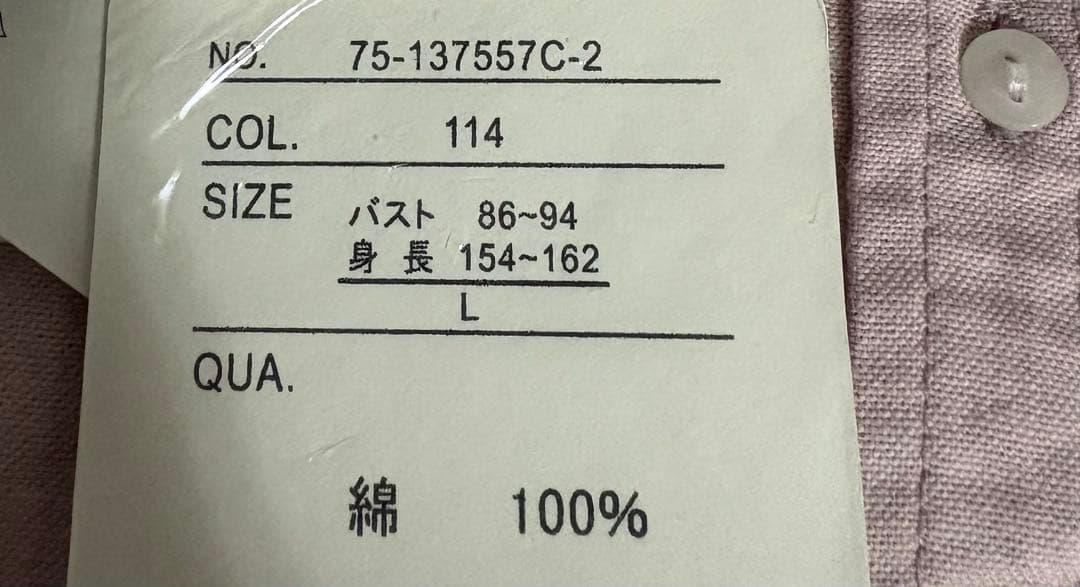 NO. 75-137557C-2
COL. 114
SIZE バスト 86~94
身長 154~162
L
QUA.
綿 100%